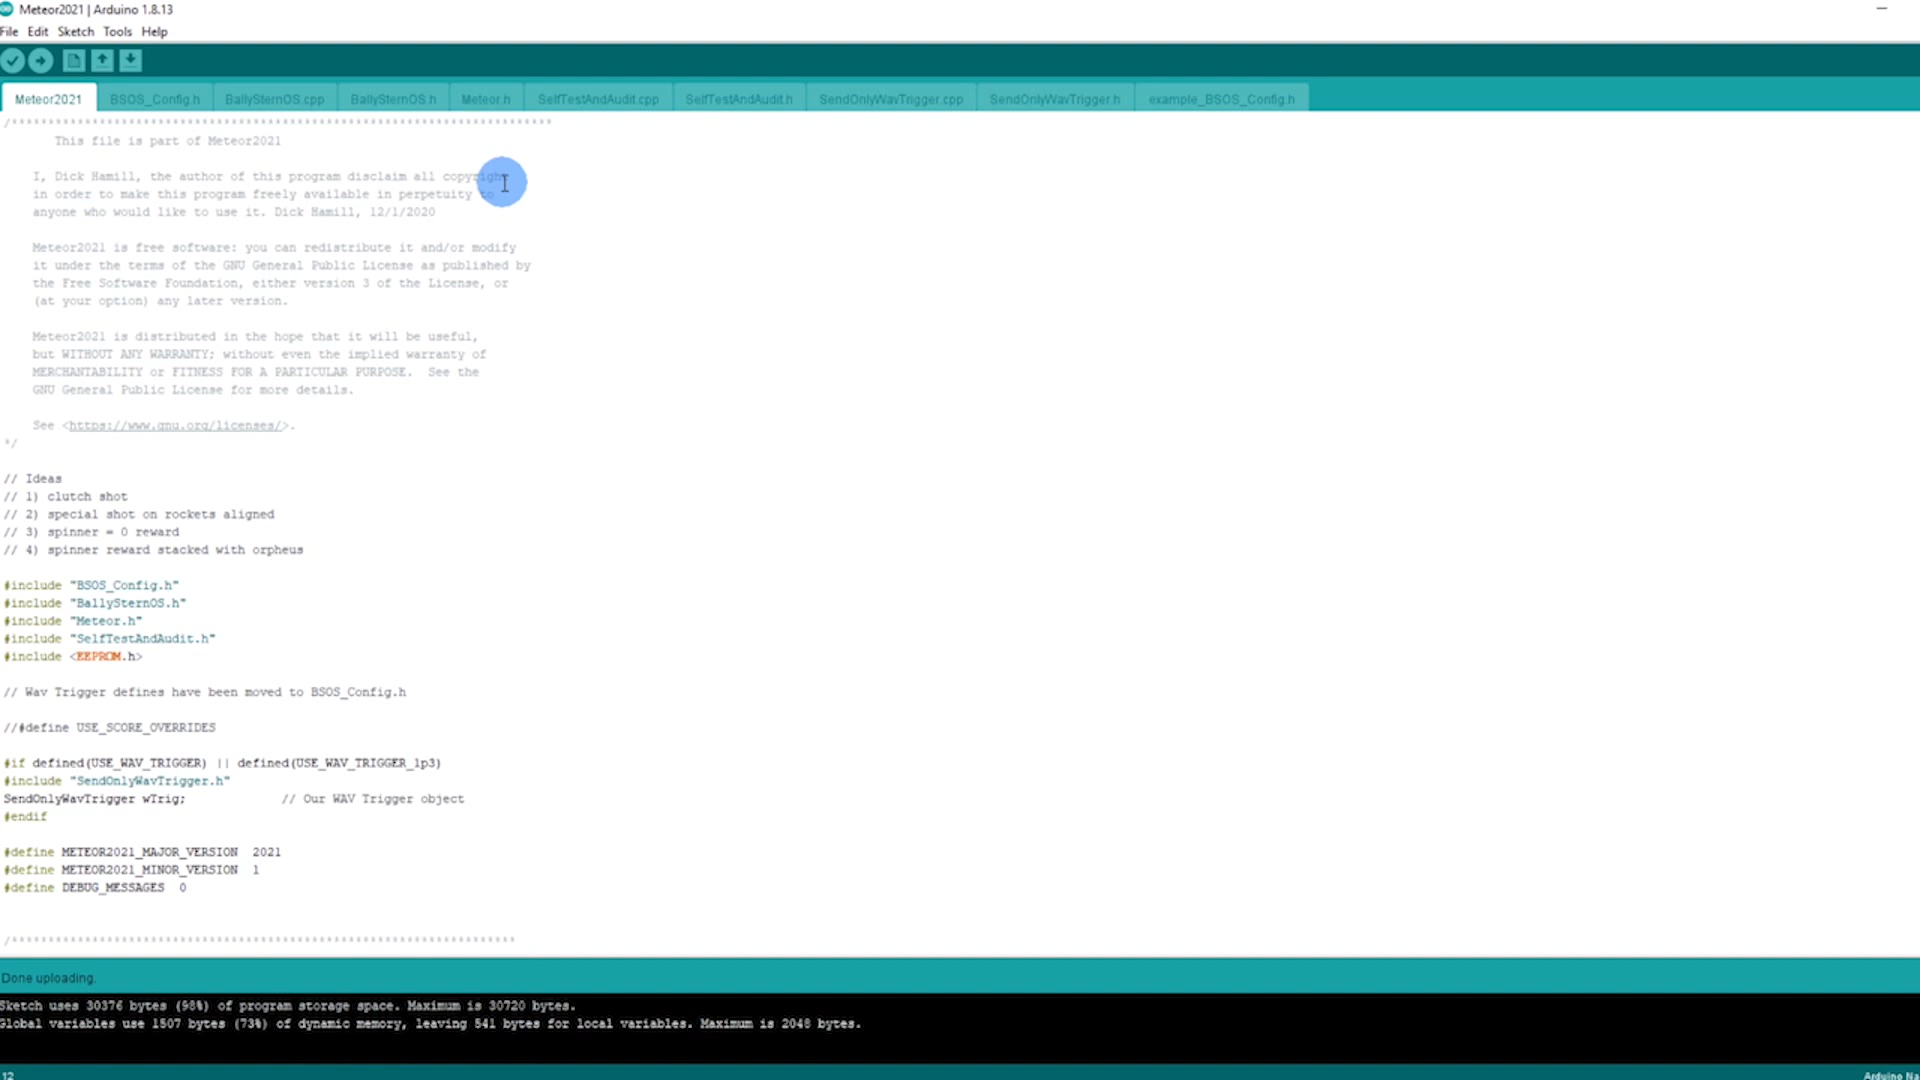 Meteor2021 | Arduino 1.8.13
File Edit Sketch Tools Help
Meteor2021 BSOS_Config.h BallySternOS.cpp BallySternOS.h Meteor.h SelfTestAndAudit.cpp SelfTestAndAudit.h SendOnlyWavTrigger.cpp SendOnlyWavTrigger.h example_BSOS_Config.h
/**************************************************************************
This file is part of Meteor2021
I, Dick Hamill, the author of this program disclaim all copyright
in order to make this program freely available in perpetuity to
anyone who would like to use it. Dick Hamill, 12/1/2020
Meteor2021 is free software: you can redistribute it and/or modify
it under the terms of the GNU General Public License as published by
the Free Software Foundation, either version 3 of the License, or
(at your option) any later version.
Meteor2021 is distributed in the hope that it will be useful,
but WITHOUT ANY WARRANTY; without even the implied warranty of
MERCHANTABILITY or FITNESS FOR A PARTICULAR PURPOSE.  See the
GNU General Public License for more details.
See <https://www.gnu.org/licenses/>.
*/
// Ideas
// 1) clutch shot
// 2) special shot on rockets aligned
// 3) spinner = 0 reward
// 4) spinner reward stacked with orpheus
#include "BSOS_Config.h"
#include "BallySternOS.h"
#include "Meteor.h"
#include "SelfTestAndAudit.h"
#include <EEPROM.h>
// Wav Trigger defines have been moved to BSOS_Config.h
//#define USE_SCORE_OVERRIDES
#if defined(USE_WAV_TRIGGER) || defined(USE_WAV_TRIGGER_1p3)
#include "SendOnlyWavTrigger.h"
SendOnlyWavTrigger wTrig;             // Our WAV Trigger object
#endif
#define METEOR2021_MAJOR_VERSION  2021
#define METEOR2021_MINOR_VERSION  1
#define DEBUG_MESSAGES  0
/*********************************************************************
Done uploading.
Sketch uses 30376 bytes (98%) of program storage space. Maximum is 30720 bytes.
Global variables use 1507 bytes (73%) of dynamic memory, leaving 541 bytes for local variables. Maximum is 2048 bytes.
12 Arduino Na